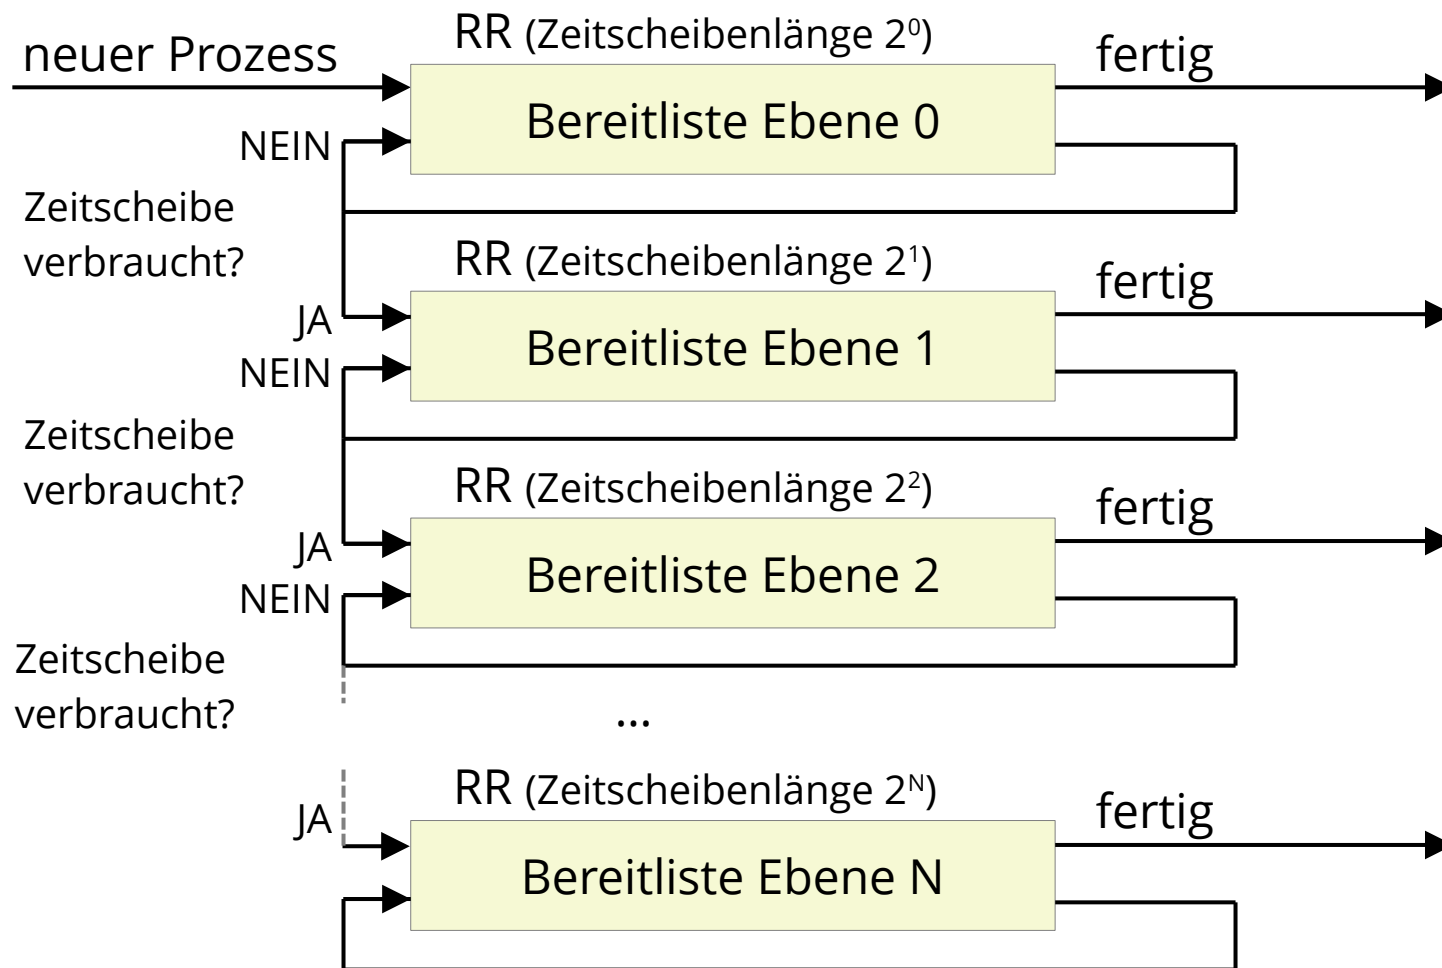 RR (Zeitscheibenlänge 2⁰)
neuer Prozess
fertig
Bereitliste Ebene 0
NEIN
Zeitscheibe
verbraucht?
RR (Zeitscheibenlänge 2¹)
fertig
JA
Bereitliste Ebene 1
NEIN
Zeitscheibe
verbraucht?
RR (Zeitscheibenlänge 2²)
fertig
JA
Bereitliste Ebene 2
NEIN
Zeitscheibe
verbraucht?
...
RR (Zeitscheibenlänge 2ᴺ)
fertig
JA
Bereitliste Ebene N